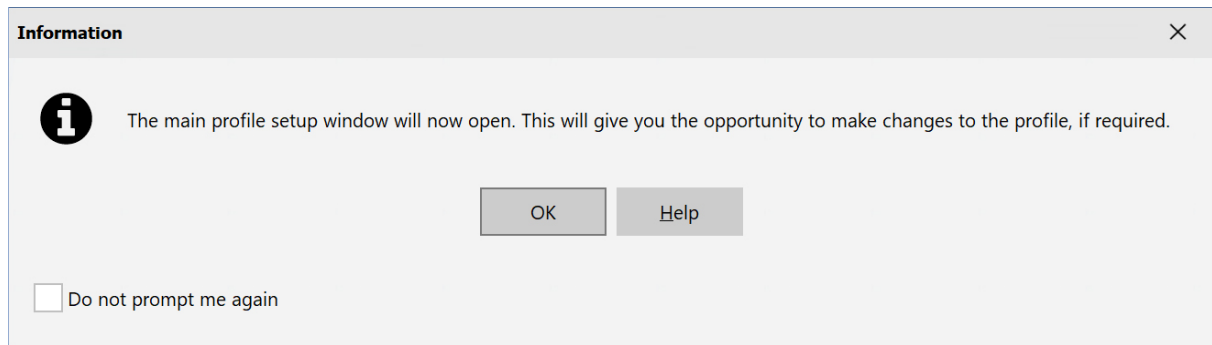 Information
The main profile setup window will now open. This will give you the opportunity to make changes to the profile, if required.
OK
Help
Do not prompt me again